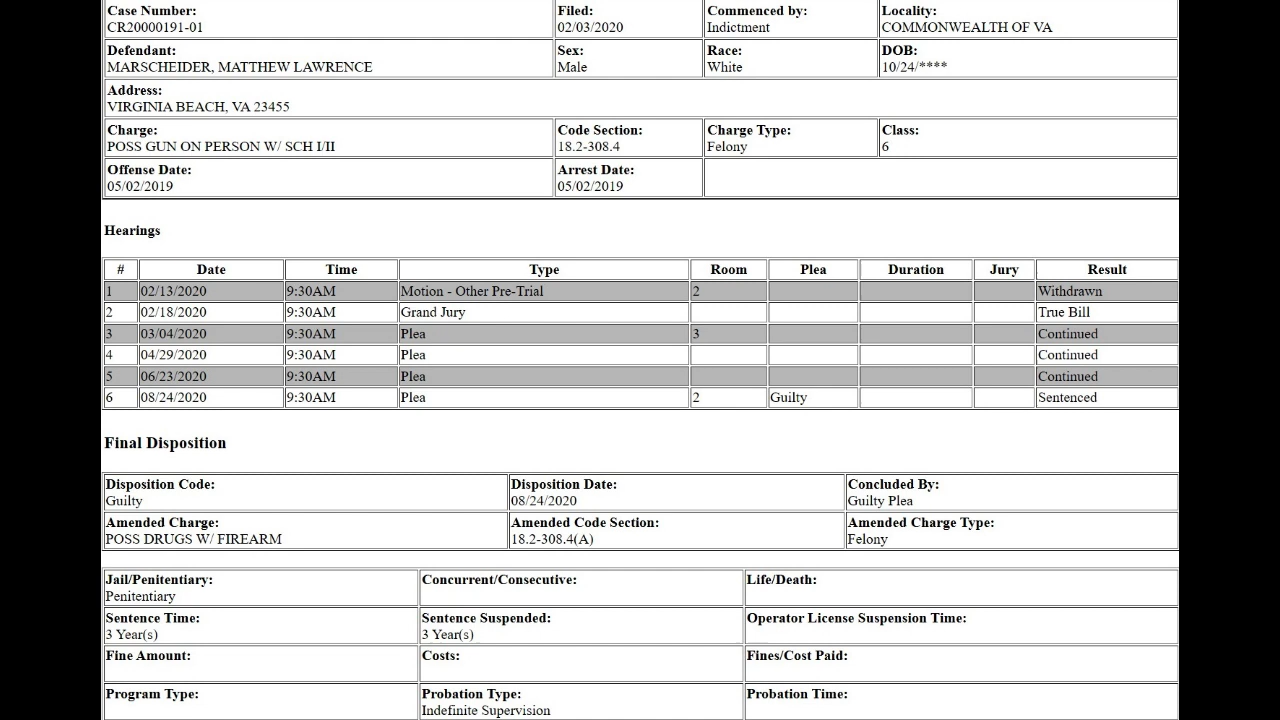 Case Number: Filed: Commenced by: Locality:
CR20000191-01 02/03/2020 Indictment COMMONWEALTH OF VA
Defendant: Sex: Race: DOB:
MARSCHEIDER, MATTHEW LAWRENCE Male White 10/24/****
Address:
VIRGINIA BEACH, VA 23455
Charge: Code Section: Charge Type: Class:
POSS GUN ON PERSON W/ SCH I/II 18.2-308.4 Felony 6
Offense Date: Arrest Date:
05/02/2019 05/02/2019
Hearings
# Date Time Type Room Plea Duration Jury Result
1 02/13/2020 9:30AM Motion - Other Pre-Trial 2 Withdrawn
2 02/18/2020 9:30AM Grand Jury True Bill
3 03/04/2020 9:30AM Plea 3 Continued
4 04/29/2020 9:30AM Plea Continued
5 06/23/2020 9:30AM Plea Continued
6 08/24/2020 9:30AM Plea 2 Guilty Sentenced
Final Disposition
Disposition Code: Disposition Date: Concluded By:
Guilty 08/24/2020 Guilty Plea
Amended Charge: Amended Code Section: Amended Charge Type:
POSS DRUGS W/ FIREARM 18.2-308.4(A) Felony
Jail/Penitentiary: Concurrent/Consecutive: Life/Death:
Penitentiary
Sentence Time: Sentence Suspended: Operator License Suspension Time:
3 Year(s) 3 Year(s)
Fine Amount: Costs: Fines/Cost Paid:
Program Type: Probation Type: Probation Time:
Indefinite Supervision